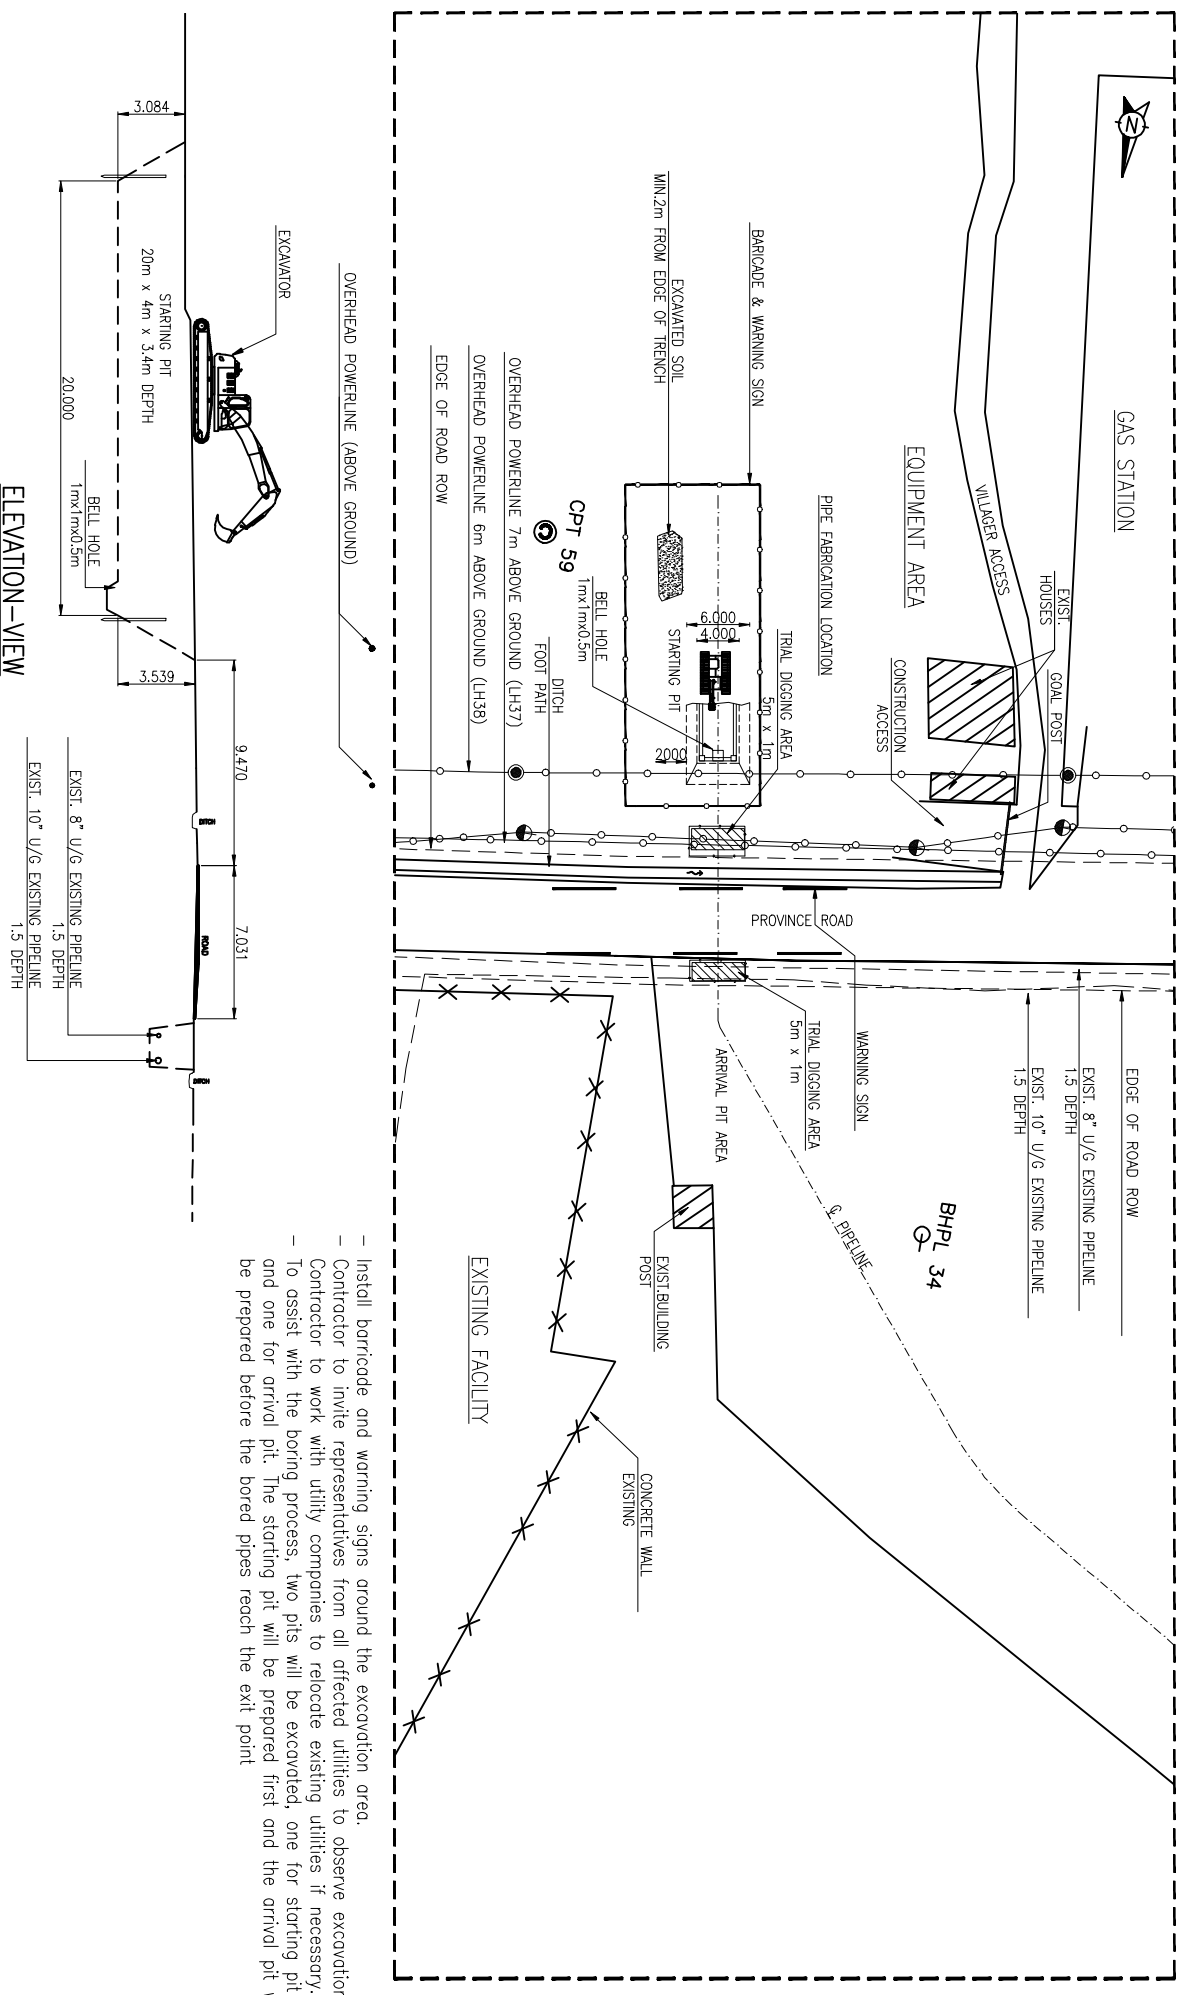 N
GAS STATION
EXIST.
HOUSES
GOAL POST
VILLAGER ACCESS
EQUIPMENT AREA
CONSTRUCTION
ACCESS
PIPE FABRICATION LOCATION
BARICADE & WARNING SIGN
TRIAL DIGGING AREA
5m x 1m
EXCAVATED SOIL
MIN.2m FROM EDGE OF TRENCH
6.000
4.000
STARTING PIT
2000
BELL HOLE
1mx1mx0.5m
CPT 59
DITCH
FOOT PATH
OVERHEAD POWERLINE 7m ABOVE GROUND (LH37)
OVERHEAD POWERLINE 6m ABOVE GROUND (LH38)
EDGE OF ROAD ROW
PROVINCE ROAD
EDGE OF ROAD ROW
EXIST. 8" U/G EXISTING PIPELINE
1.5 DEPTH
EXIST. 10" U/G EXISTING PIPELINE
1.5 DEPTH
BHPL 34
WARNING SIGN
TRIAL DIGGING AREA
5m x 1m
℄ PIPELINE
ARRIVAL PIT AREA
EXIST.BUILDING
POST
EXISTING FACILITY
CONCRETE WALL
EXISTING
OVERHEAD POWERLINE (ABOVE GROUND)
EXCAVATOR
3.084
STARTING PIT
20m x 4m x 3.4m DEPTH
20.000
BELL HOLE
1mx1mx0.5m
3.539
9.470
7.031
DITCH
ROAD
DITCH
EXIST. 8" U/G EXISTING PIPELINE
1.5 DEPTH
EXIST. 10" U/G EXISTING PIPELINE
1.5 DEPTH
ELEVATION-VIEW
- Install barricade and warning signs around the excavation area.
- Contractor to invite representatives from all affected utilities to observe excavation
Contractor to work with utility companies to relocate existing utilities if necessary.
- To assist with the boring process, two pits will be excavated, one for starting pit
and one for arrival pit. The starting pit will be prepared first and the arrival pit
be prepared before the bored pipes reach the exit point